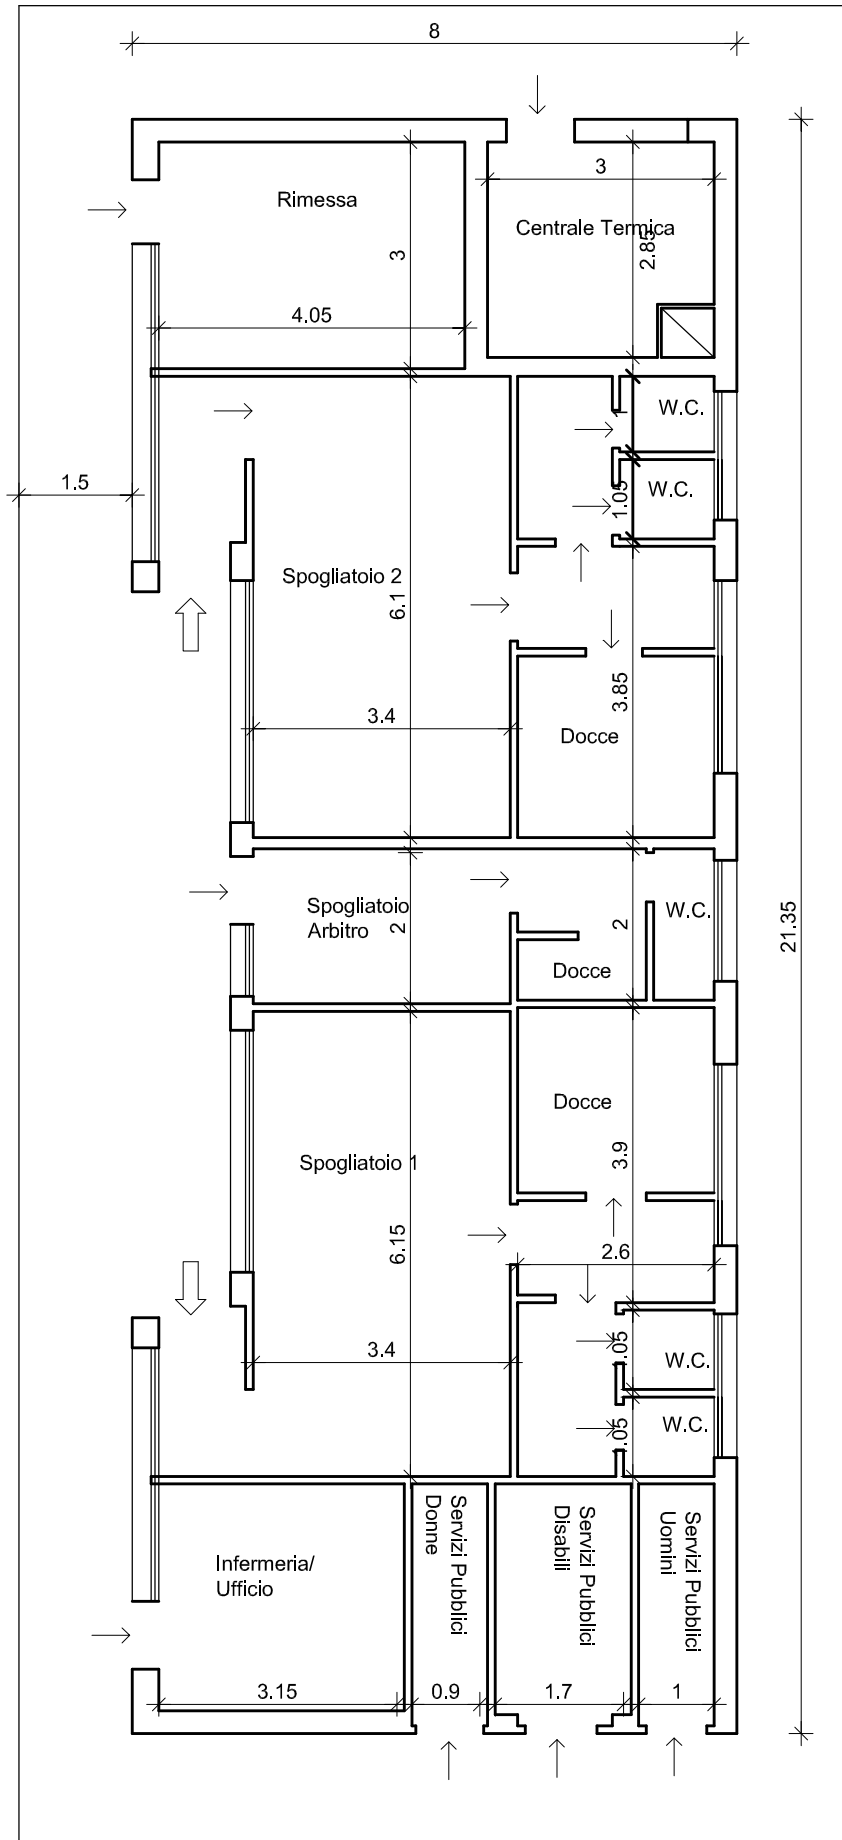 8
3
Rimessa
Centrale Termica
2.85
3
4.05
1
W.C.
1.5
W.C.
1.05
Spogliatoio 2
6.1
3.85
3.4
Docce
Spogliatoio
Arbitro
2
2
W.C.
21.35
Docce
Docce
Spogliatoio 1
3.9
6.15
2.6
3.4
.05
W.C.
W.C.
.05
Servizi Pubblici
Donne
Servizi Pubblici
Disabili
Servizi Pubblici
Uomini
Infermeria/
Ufficio
3.15
0.9
1.7
1